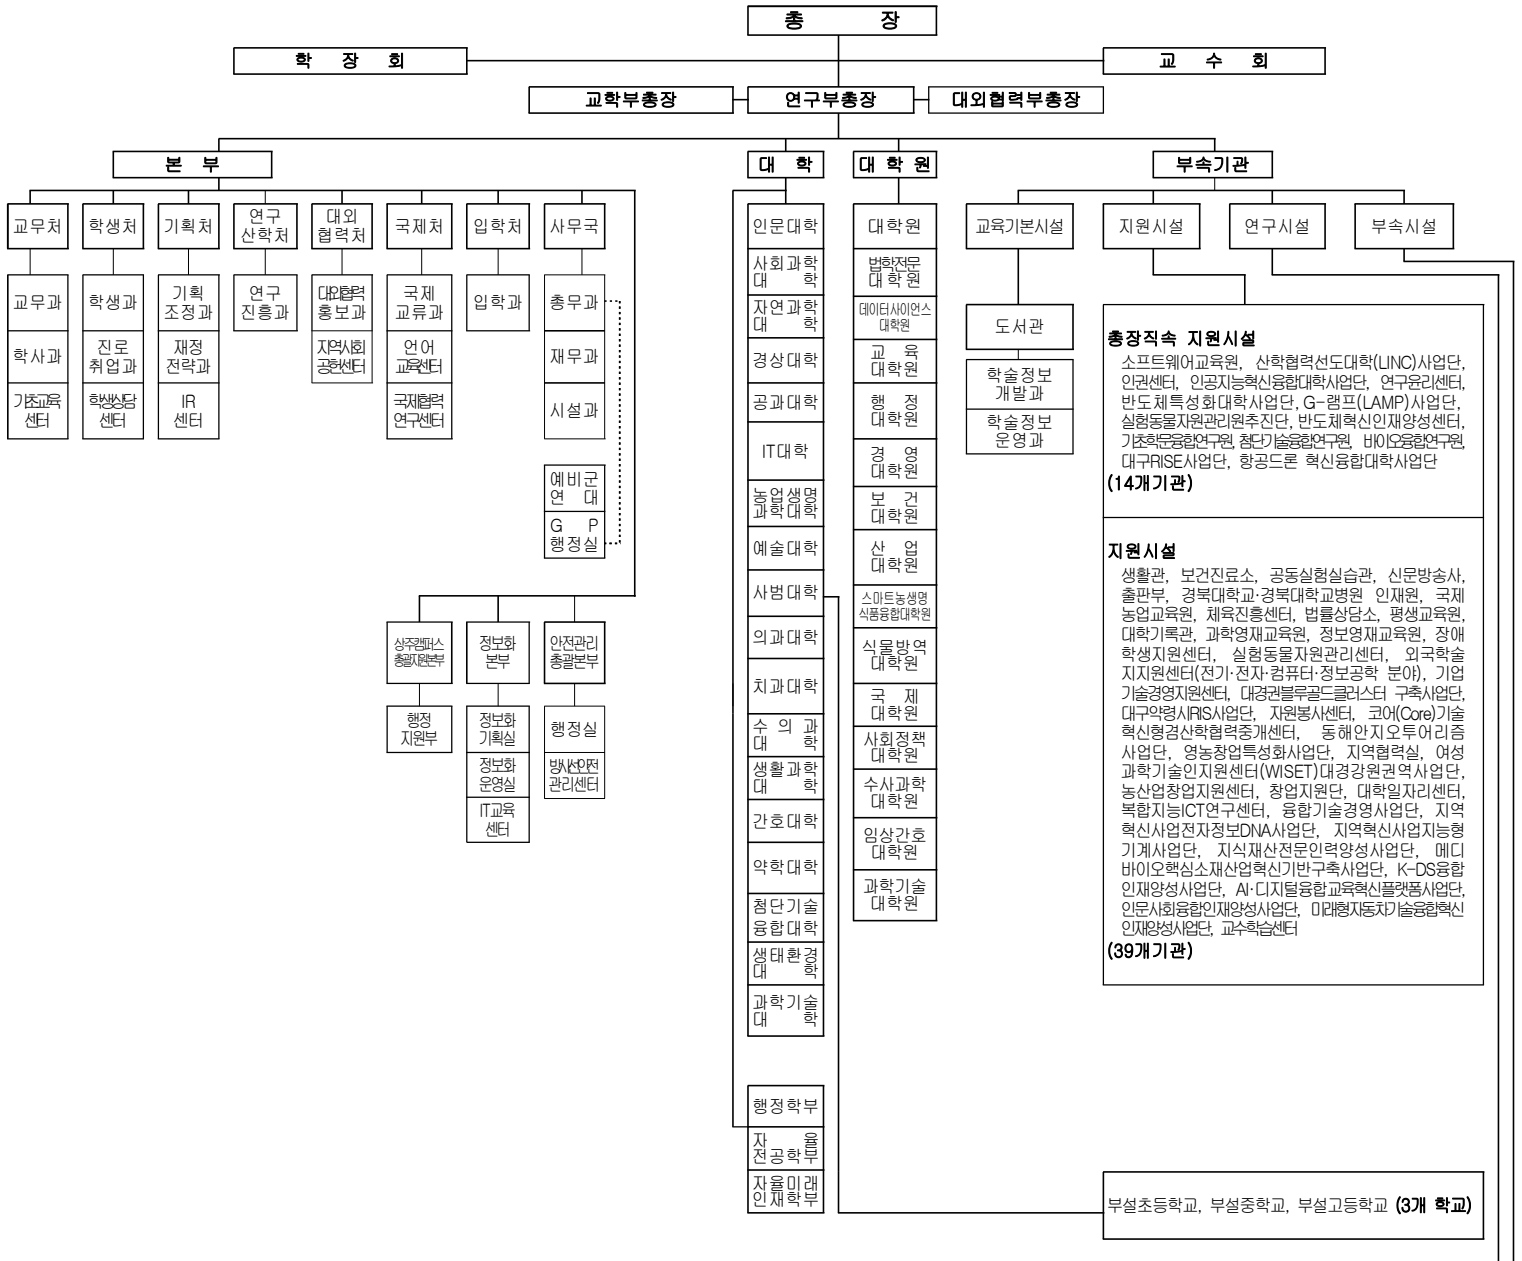 총 장
학 장 회
교 수 회
교학부총장
연구부총장
대외협력부총장
본 부
대 학
대 학 원
부속기관
교무처
학생처
기획처
연구
산학처
대외
협력처
국제처
입학처
사무국
교무과
학사과
기초교육
센터
학생과
진로
취업과
학생상담
센터
기획
조정과
재정
전략과
IR
센터
연구
진흥과
대외협력
홍보과
지역사회
공헌센터
국제
교류과
언어
교육센터
국제협력
연구센터
입학과
총무과
재무과
시설과
예비군
연 대
G P
행정실
상주캠퍼스
총괄지원본부
정보화
본부
안전관리
총괄본부
행정
지원부
정보화
기획실
정보화
운영실
IT교육
센터
행정실
방사선안전
관리센터
인문대학
사회과학
대 학
자연과학
대 학
경상대학
공과대학
IT대학
농업생명
과학대학
예술대학
사범대학
의과대학
치과대학
수 의 과
대 학
생활과학
대 학
간호대학
약학대학
첨단기술
융합대학
생태환경
대 학
과학기술
대 학
행정학부
자 율
전공학부
자율미래
인재학부
대학원
법학전문
대학원
데이터사이언스
대학원
교 육
대학원
행 정
대학원
경 영
대학원
보 건
대학원
산 업
대학원
스마트농생명
식품융합대학원
식물방역
대학원
국 제
대학원
사회정책
대학원
수사과학
대학원
임상간호
대학원
과학기술
대학원
교육기본시설
지원시설
연구시설
부속시설
도서관
학술정보
개발과
학술정보
운영과
총장직속 지원시설
소프트웨어교육원, 산학협력선도대학(LINC)사업단,
인권센터, 인공지능혁신융합대학사업단, 연구윤리센터,
반도체특성화대학사업단, G-램프(LAMP)사업단,
실험동물자원관리원추진단, 반도체혁신인재양성센터,
기초학문융합연구원, 첨단기술융합연구원, 바이오융합연구원,
대구RISE사업단, 항공드론 혁신융합대학사업단
(14개기관)
지원시설
생활관, 보건진료소, 공동실험실습관, 신문방송사,
출판부, 경북대학교·경북대학교병원 인재원, 국제
농업교육원, 체육진흥센터, 법률상담소, 평생교육원,
대학기록관, 과학영재교육원, 정보영재교육원, 장애
학생지원센터, 실험동물자원관리센터, 외국학술
지지원센터(전기·전자·컴퓨터·정보공학 분야), 기업
기술경영지원센터, 대경권블루골드클러스터 구축사업단,
대구약령시RIS사업단, 자원봉사센터, 코어(Core)기술
혁신형겸산학협력중개센터, 동해안지오투어리즘
사업단, 영농창업특성화사업단, 지역협력실, 여성
과학기술인지원센터(WISET)대경강원권역사업단,
농산업창업지원센터, 창업지원단, 대학일자리센터,
복합지능ICT연구센터, 융합기술경영사업단, 지역
혁신사업전자정보DNA사업단, 지역혁신사업지능형
기계사업단, 지식재산전문인력양성사업단, 메디
바이오핵심소재산업혁신기반구축사업단, K-DS융합
인재양성사업단, AI·디지털융합교육혁신플랫폼사업단,
인문사회융합인재양성사업단, 미래형자동차기술융합혁신
인재양성사업단, 교수학습센터
(39개기관)
부설초등학교, 부설중학교, 부설고등학교 (3개 학교)